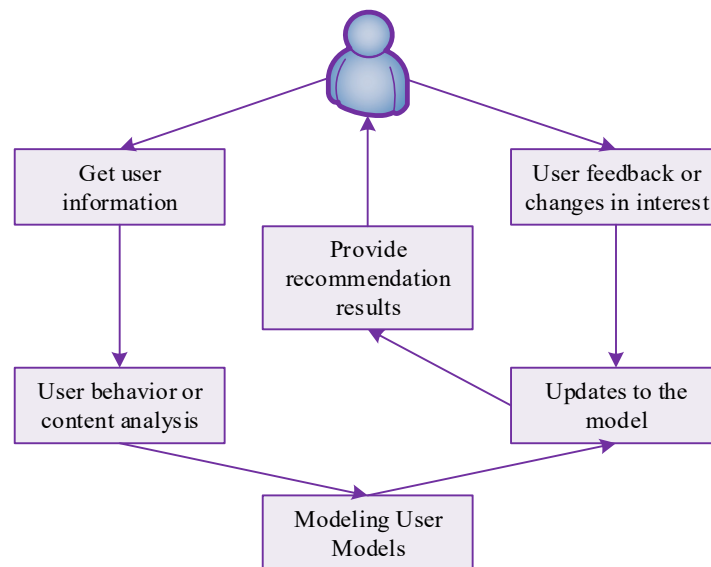 Get user
information
User feedback or
changes in interest
Provide
recommendation
results
User behavior or
content analysis
Updates to the
model
Modeling User
Models